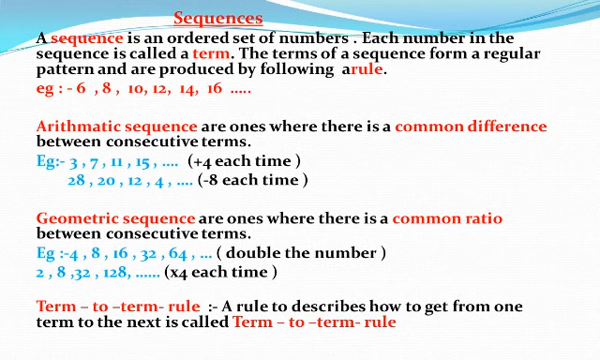 Sequences
A sequence is an ordered set of numbers . Each number in the
sequence is called a term. The terms of a sequence form a regular
pattern and are produced by following arule.
eg : - 6 , 8 , 10, 12, 14, 16 .....
Arithmatic sequence are ones where there is a common difference
between consecutive terms.
Eg:- 3 , 7 , 11 , 15 , .... (+4 each time )
28 , 20 , 12 , 4 , .... (-8 each time )
Geometric sequence are ones where there is a common ratio
between consecutive terms.
Eg :-4 , 8 , 16 , 32 , 64 , ... ( double the number )
2 , 8 ,32 , 128, ...... (x4 each time )
Term – to –term- rule :- A rule to describes how to get from one
term to the next is called Term – to –term- rule